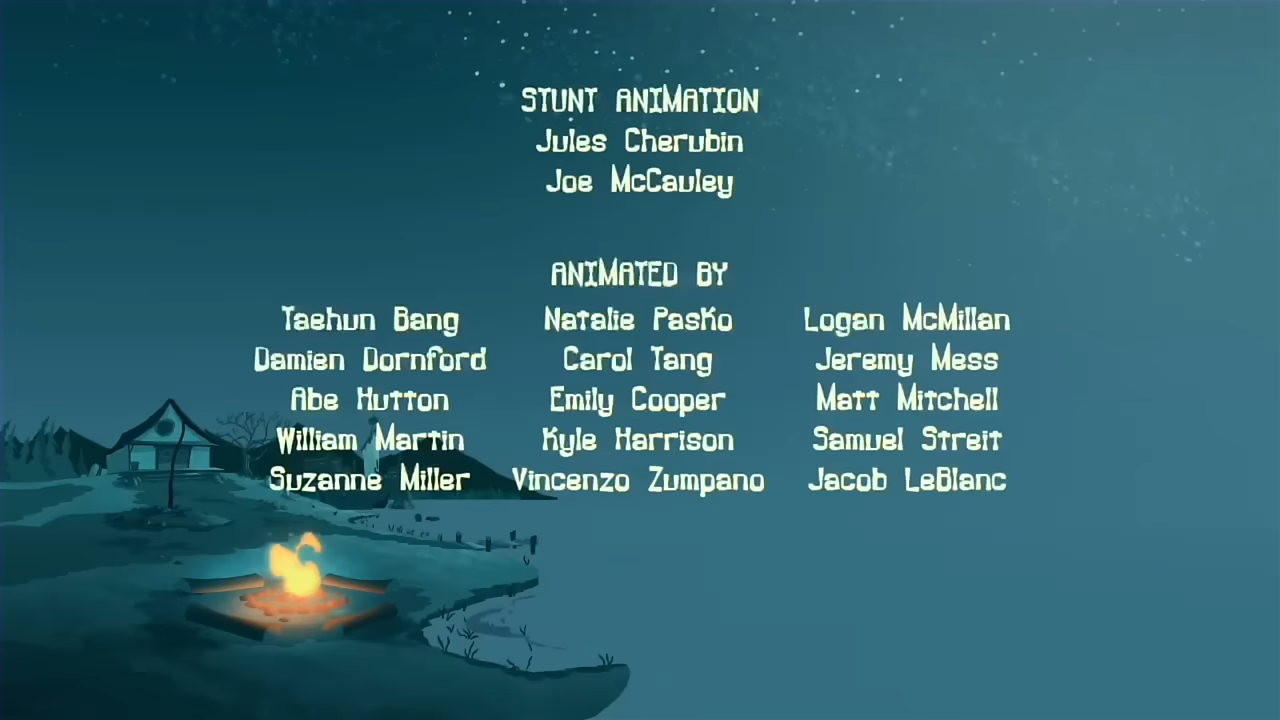 STUNT ANIMATION
Jules Cherubin
Joe McCauley
ANIMATED BY
Taehun Bang Natalie Pasko Logan McMillan
Damien Dornford Carol Tang Jeremy Mess
Abe Hutton Emily Cooper Matt Mitchell
William Martin Kyle Harrison Samuel Streit
Suzanne Miller Vincenzo Zumpano Jacob LeBlanc